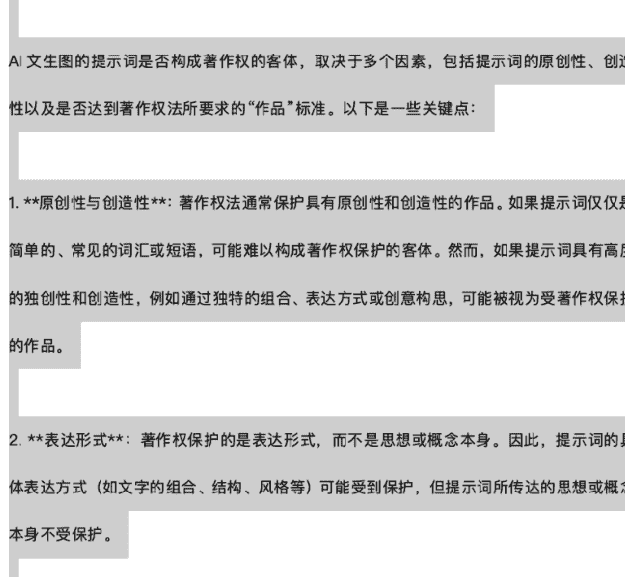 AI 文生图的提示词是否构成著作权的客体，取决于多个因素，包括提示词的原创性、创
性以及是否达到著作权法所要求的“作品”标准。以下是一些关键点：
1. **原创性与创造性**：著作权法通常保护具有原创性和创造性的作品。如果提示词仅仅
简单的、常见的词汇或短语，可能难以构成著作权保护的客体。然而，如果提示词具有高
的独创性和创造性，例如通过独特的组合、表达方式或创意构思，可能被视为受著作权保
的作品。
2. **表达形式**：著作权保护的是表达形式，而不是思想或概念本身。因此，提示词的
体表达方式（如文字的组合、结构、风格等）可能受到保护，但提示词所传达的思想或概
本身不受保护。